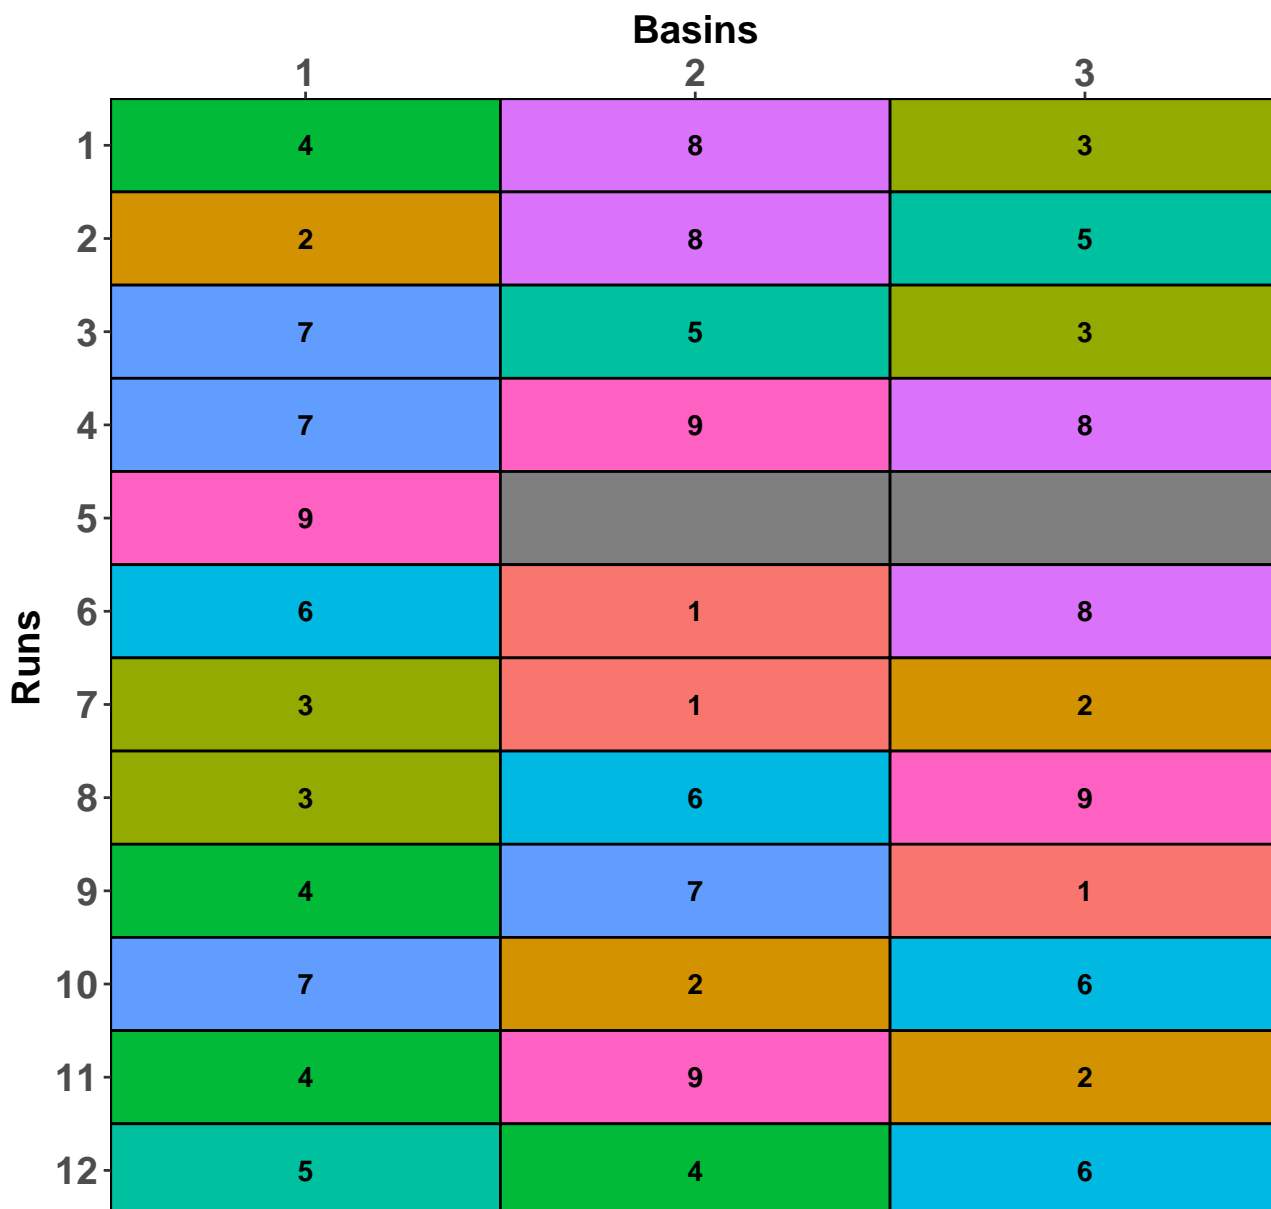 Basins
1 2 3
1 4 8 3
2 2 8 5
3 7 5 3
4 7 9 8
5 9
6 6 1 8
7 3 1 2
8 3 6 9
9 4 7 1
10 7 2 6
11 4 9 2
12 5 4 6
Runs